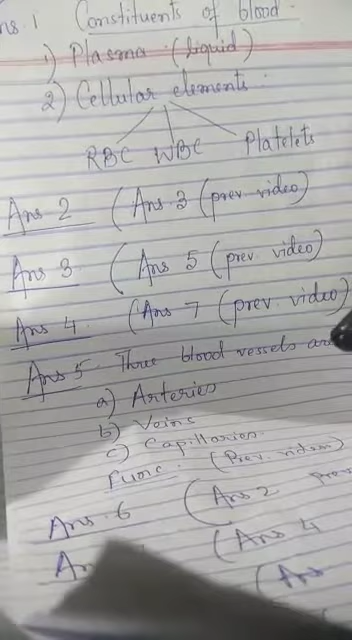 Ans. 1 Constituents of blood.
1) Plasma (liquid)
2) Cellular elements.
RBC WBC Platelets
Ans 2 (Ans. 3 (prev. video)
Ans 3 (Ans 5 (prev. video)
Ans 4 (Ans 7 (prev. video)
Ans 5. Three blood vessels are
a) Arteries
b) Veins
c) Capillaries.
Func. (Prev. video)
Ans. 6 (Ans 2
(Ans 4
(Ans